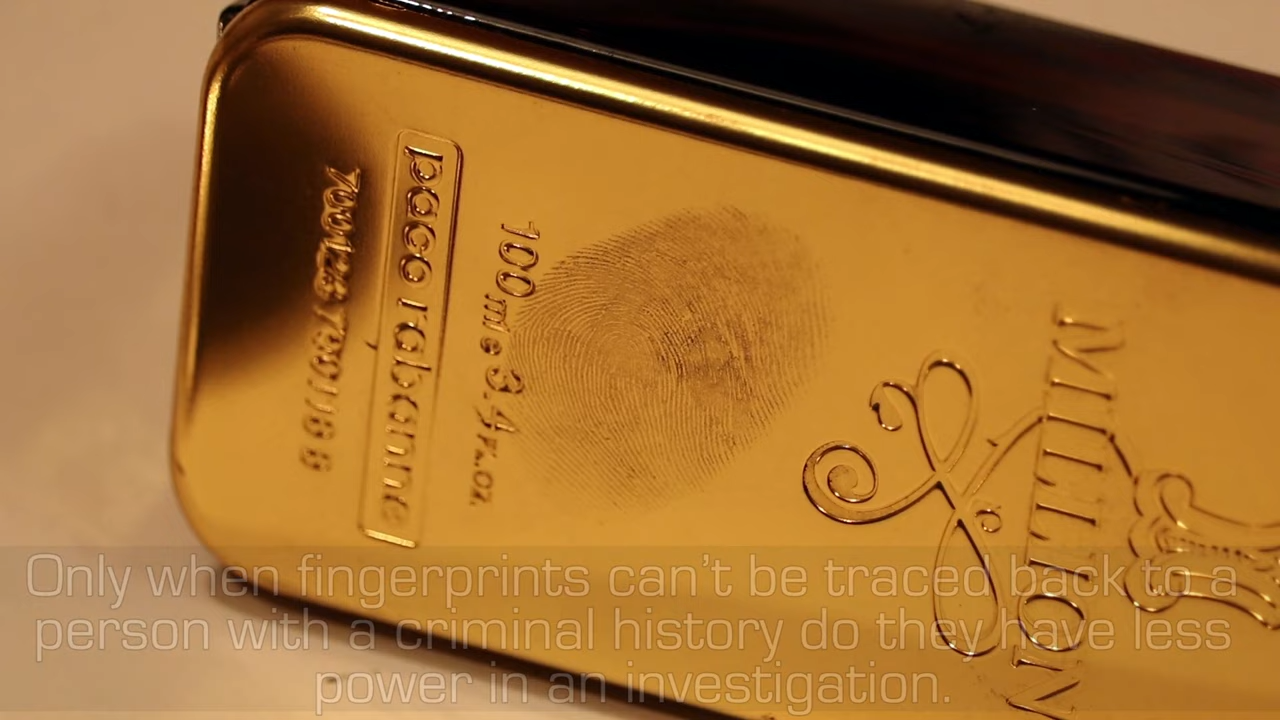 paco rabanne
100 ml e 3.4 FL.OZ.
1
MILLION
Only when fingerprints can't be traced back to a
person with a criminal history do they have less
power in an investigation.